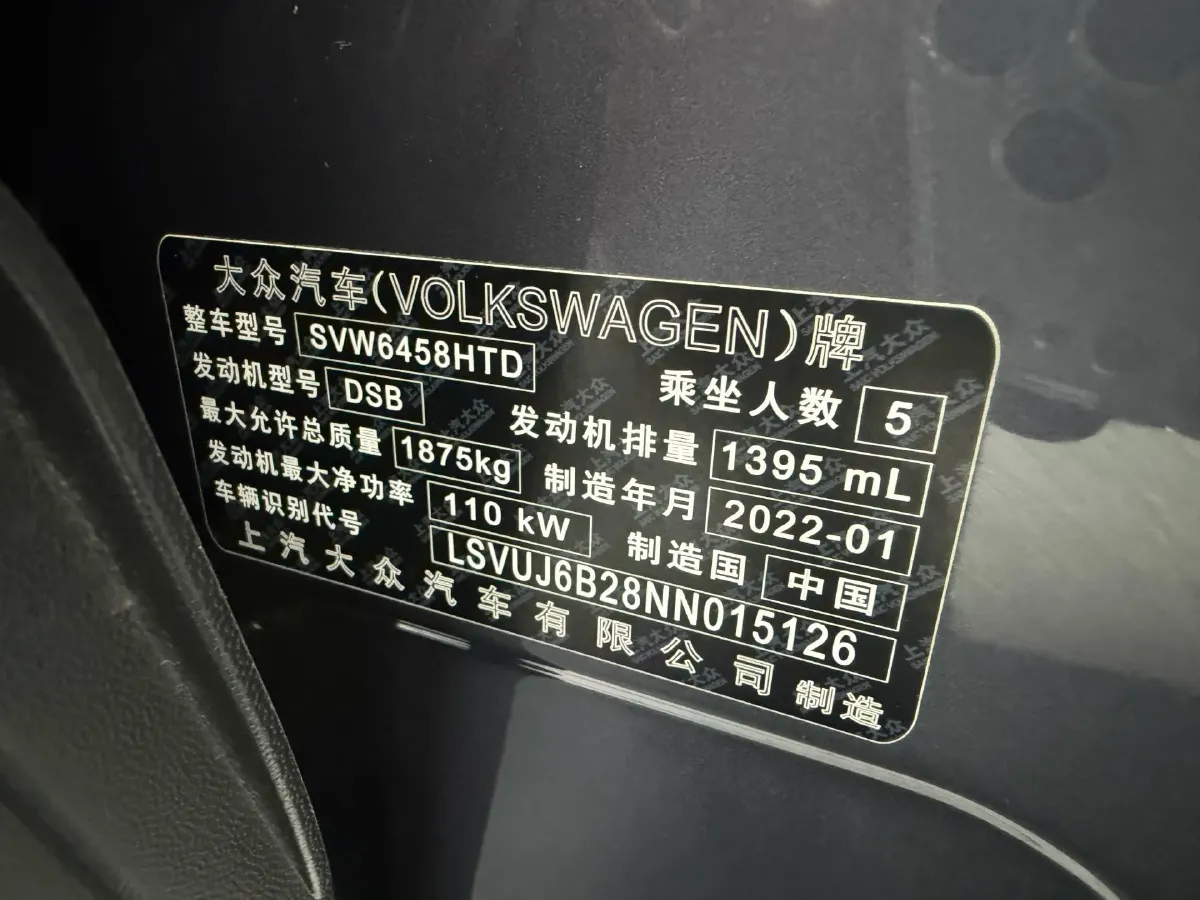 大众汽车(VOLKSWAGEN)牌
整车型号 SVW6458HTD
乘坐人数 5
发动机型号 DSB
发动机排量 1395 mL
最大允许总质量 1875kg
制造年月 2022-01
发动机最大净功率 110 kW
制造国 中国
车辆识别代号 LSVUJ6B28NN015126
上汽大众汽车有限公司制造